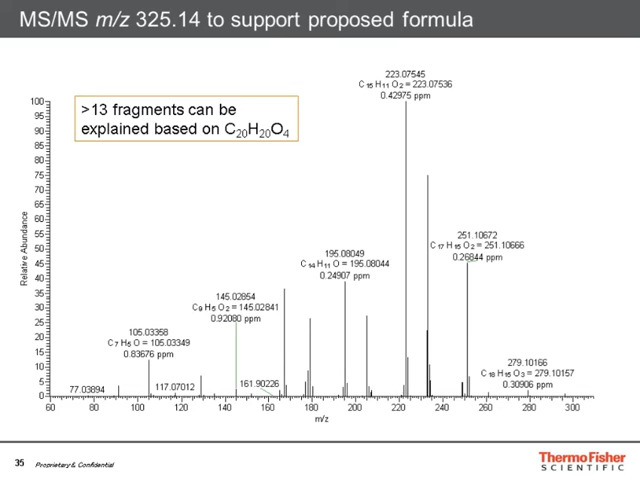 MS/MS m/z 325.14 to support proposed formula
223.07545
C 15 H 11 O 2 = 223.07536
0.42975 ppm
>13 fragments can be
explained based on C20H20O4
251.10672
C 17 H 15 O 2 = 251.10666
0.26844 ppm
195.08049
C 14 H 11 O = 195.08044
0.24907 ppm
145.02854
C 9 H 5 O 2 = 145.02841
0.92080 ppm
105.03358
C 7 H 5 O = 105.03349
0.83676 ppm
279.10166
C 18 H 15 O 3 = 279.10157
0.30906 ppm
77.03894
117.07012
161.90226
Relative Abundance
100
95
90
85
80
75
70
65
60
55
50
45
40
35
30
25
20
15
10
5
0
60 80 100 120 140 160 180 200 220 240 260 280 300
m/z
35 Proprietary & Confidential
ThermoFisher
SCIENTIFIC